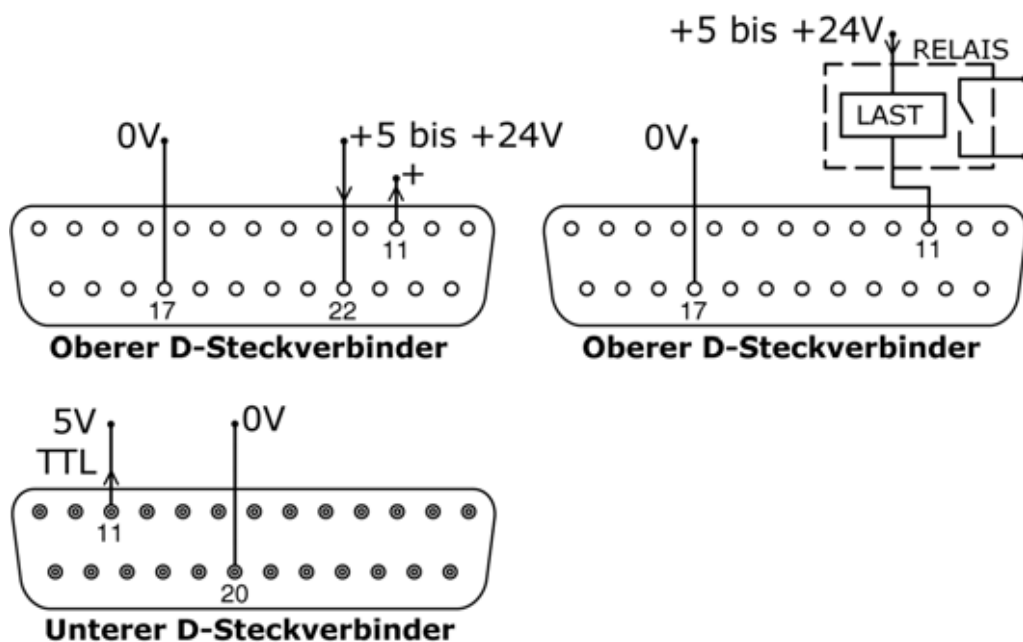 +5 bis +24V
RELAIS
LAST
0V
+5 bis +24V
+
0V
11
11
17
22
17
Oberer D-Steckverbinder
Oberer D-Steckverbinder
5V
0V
TTL
11
20
Unterer D-Steckverbinder